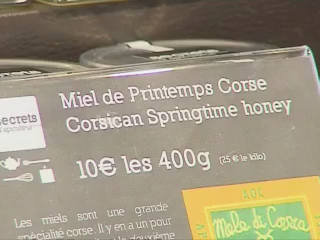 Miel de Printemps Corse
Corsican Springtime honey
ecrets
d'apiculteur
10€ les 400g (25 € le kilo)
Les miels sont une grande
spécialité corse. Il y en a un pour
AOC
Mele di Corsica